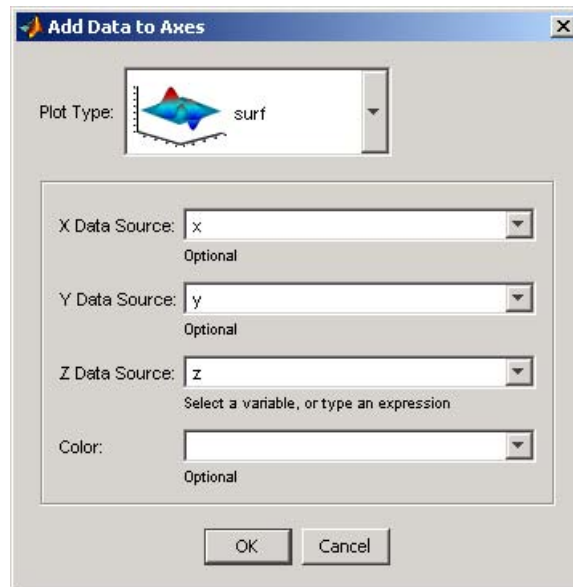 Add Data to Axes
Plot Type: surf
X Data Source: x
Optional
Y Data Source: y
Optional
Z Data Source: z
Select a variable, or type an expression
Color:
Optional
OK Cancel